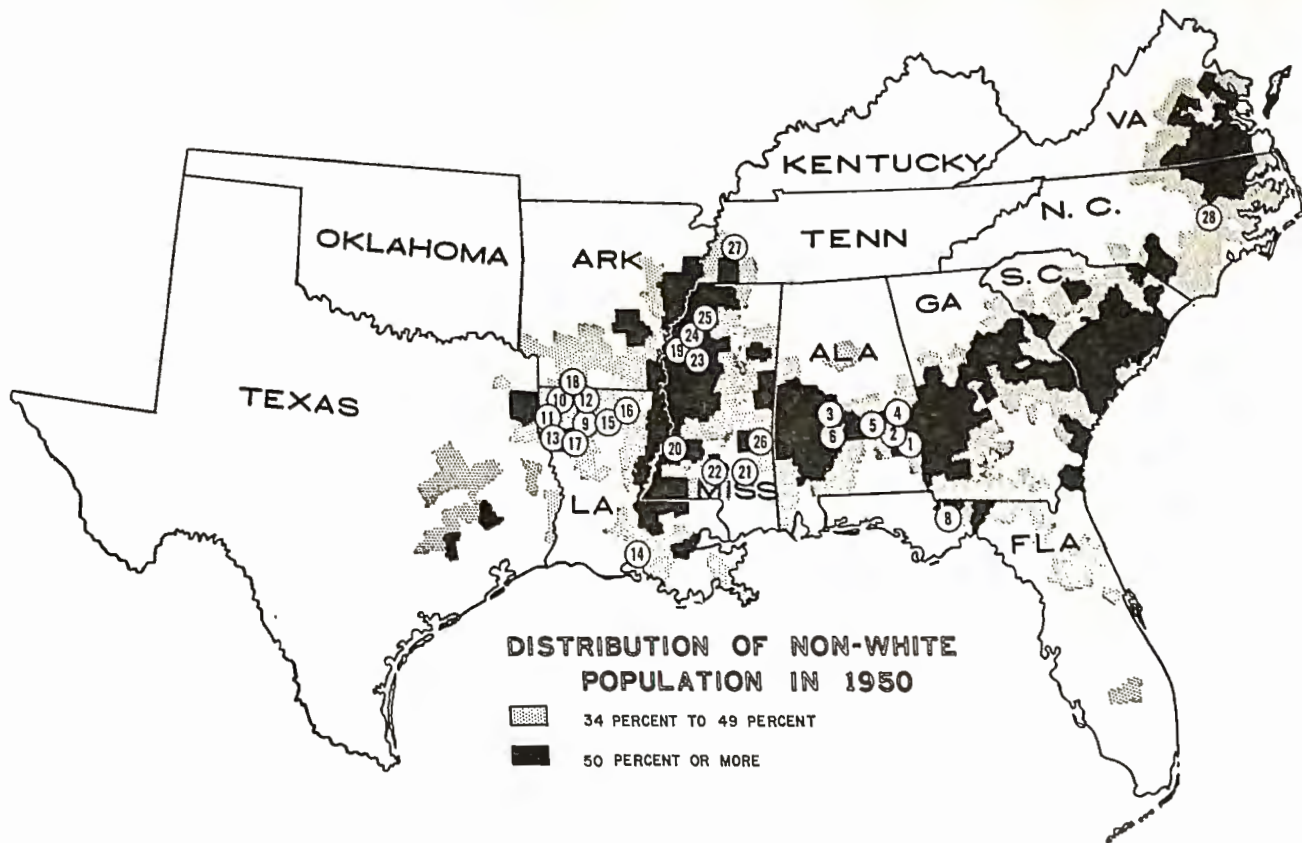 VA
KENTUCKY
N. C.
28
TENN
OKLAHOMA
ARK
27
S.C.
GA
25
24
19
23
ALA
TEXAS
18
10
12
16
11
9
15
13
17
3
6
5
4
2
1
20
26
22
21
MISS
LA.
8
FLA
14
DISTRIBUTION OF NON-WHITE
POPULATION IN 1950
34 PERCENT TO 49 PERCENT
50 PERCENT OR MORE